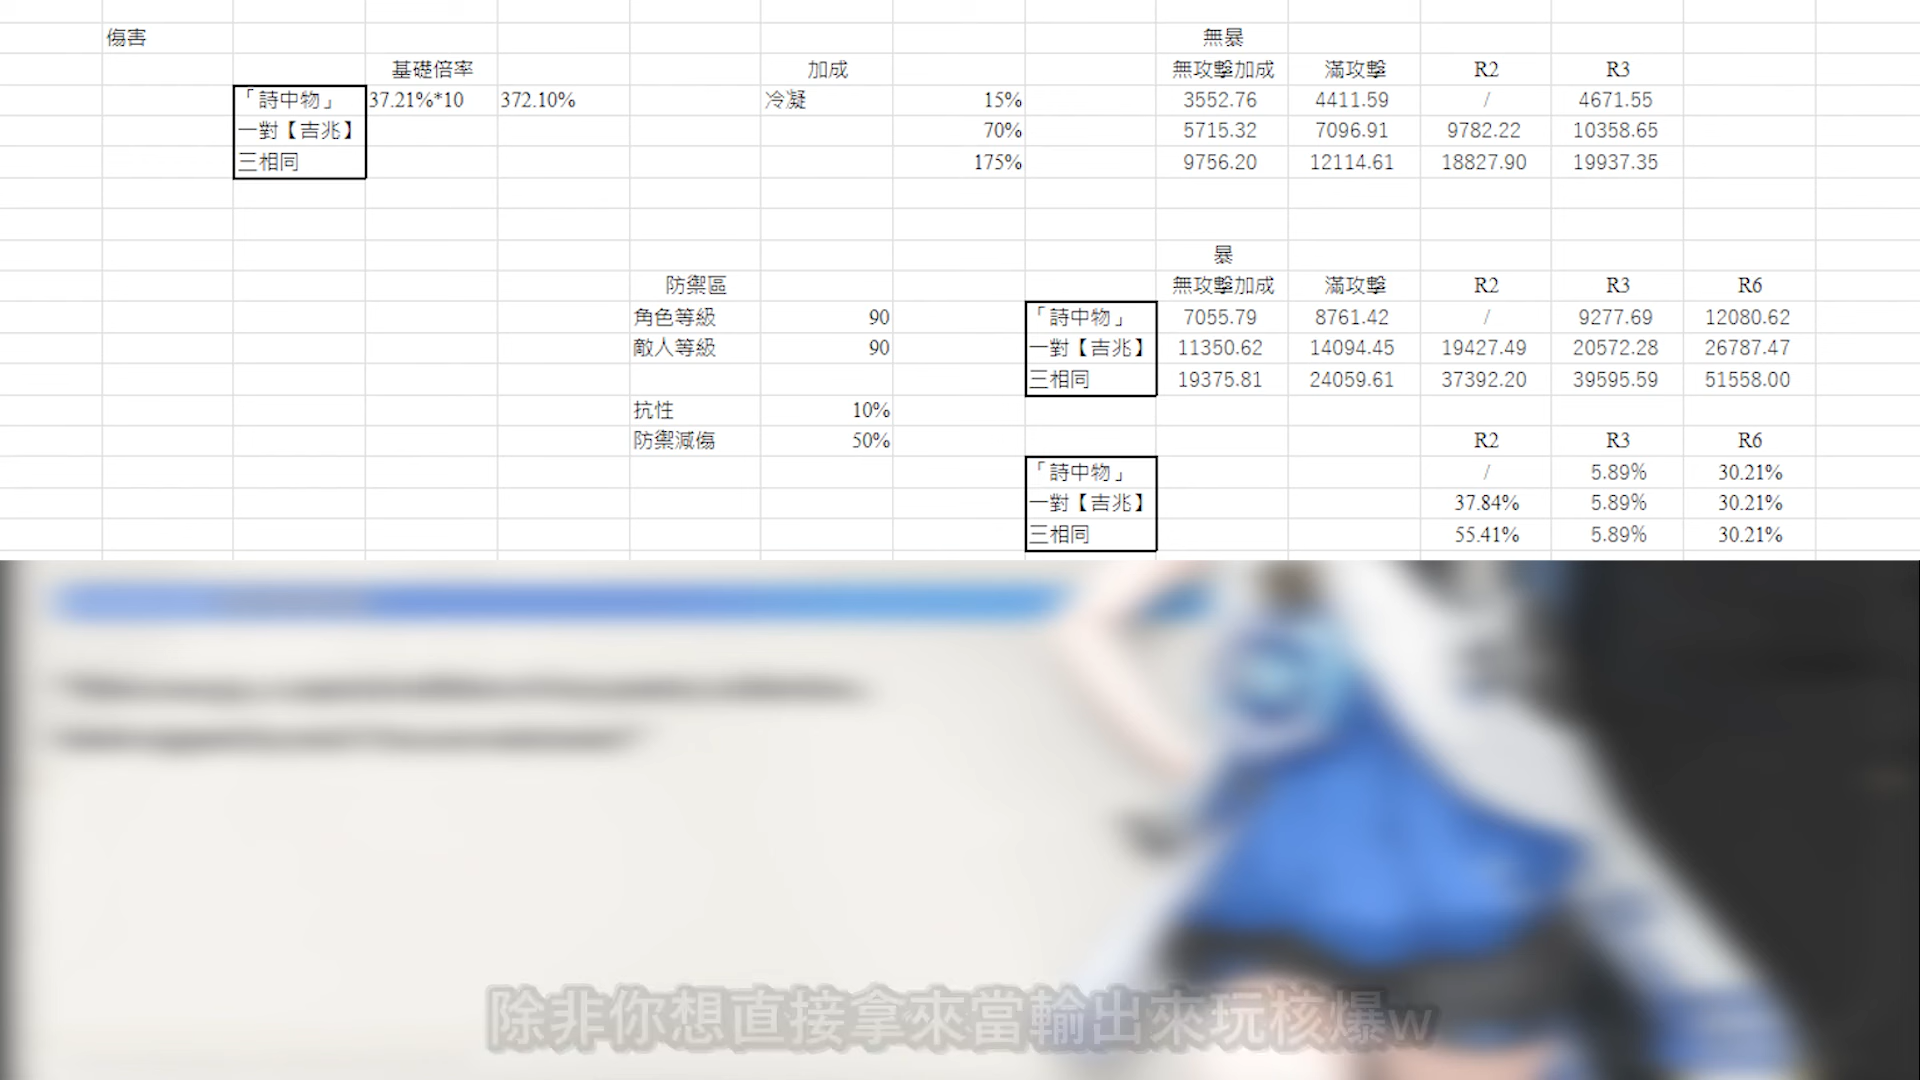 傷害 無暴
基礎倍率 加成 無攻擊加成 滿攻擊 R2 R3
「詩中物」 37.21%*10 372.10% 冷凝 15% 3552.76 4411.59 / 4671.55
一對【吉兆】 70% 5715.32 7096.91 9782.22 10358.65
三相同 175% 9756.20 12114.61 18827.90 19937.35
暴
防禦區 無攻擊加成 滿攻擊 R2 R3 R6
角色等級 90 「詩中物」 7055.79 8761.42 / 9277.69 12080.62
敵人等級 90 一對【吉兆】 11350.62 14094.45 19427.49 20572.28 26787.47
三相同 19375.81 24059.61 37392.20 39595.59 51558.00
抗性 10%
防禦減傷 50% R2 R3 R6
「詩中物」 / 5.89% 30.21%
一對【吉兆】 37.84% 5.89% 30.21%
三相同 55.41% 5.89% 30.21%
除非你想直接拿來當輸出來玩核爆w